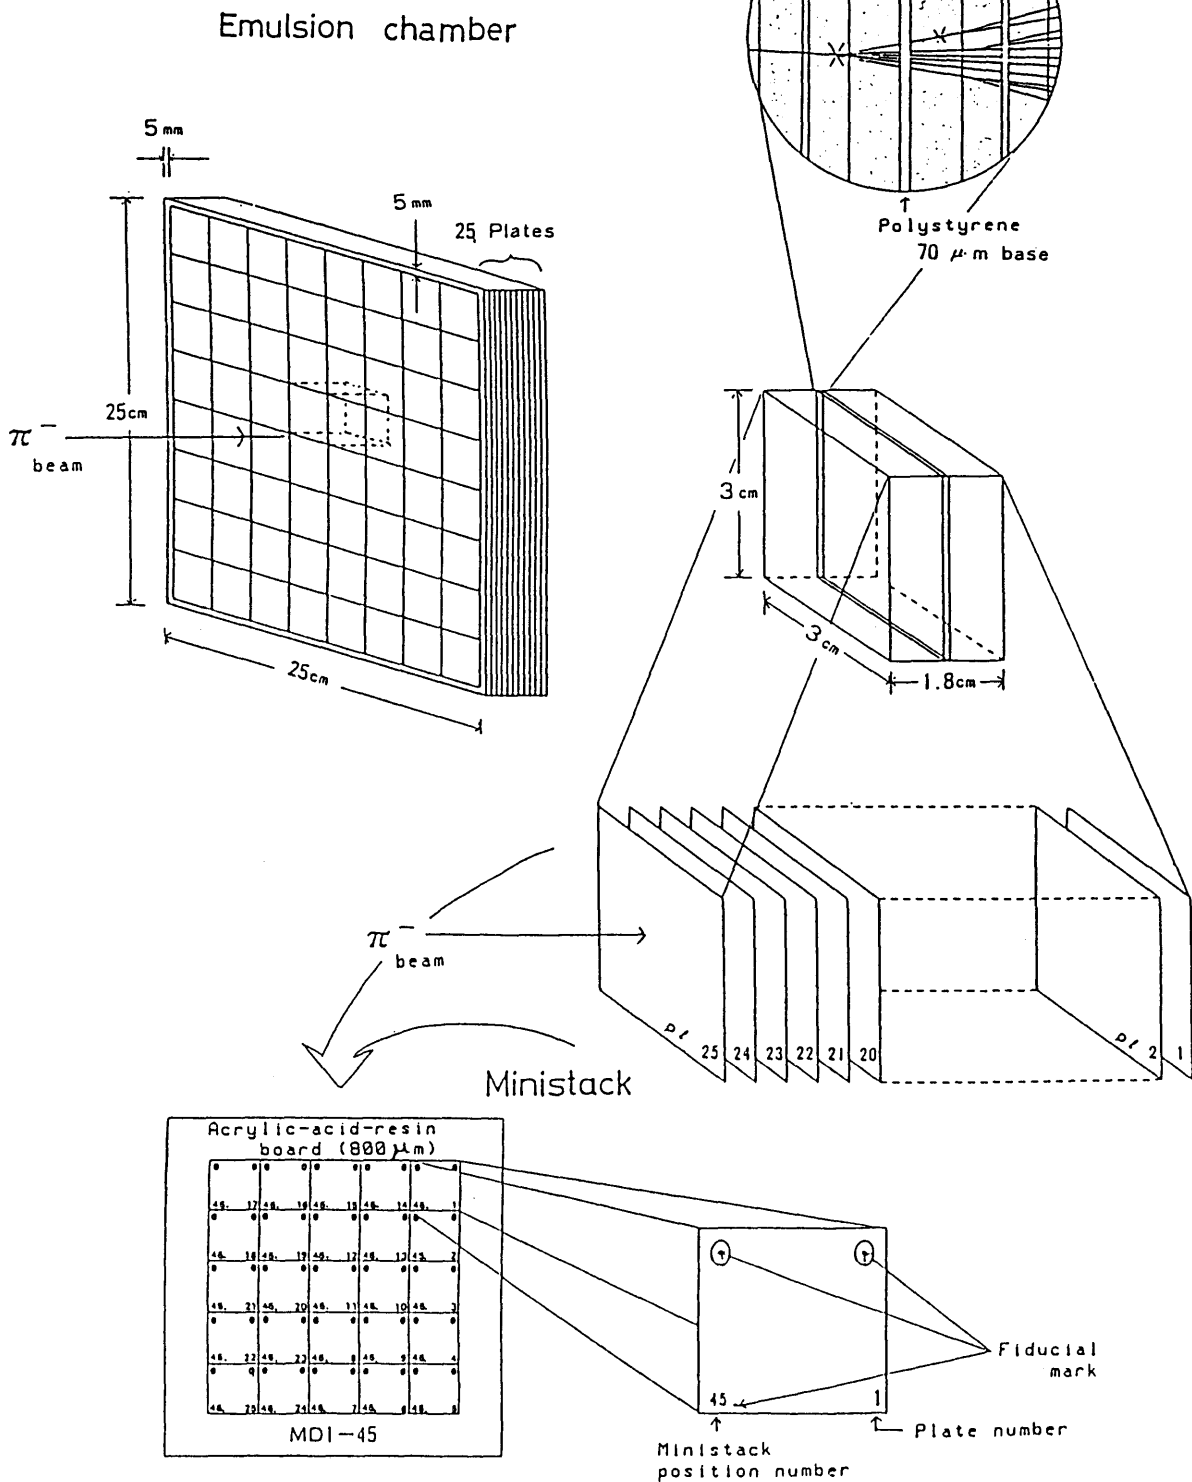 Emulsion chamber
5 mm
5 mm
25 Plates
Polystyrene
70 μm base
25cm
π⁻
beam
3 cm
3 cm
1.8cm
25cm
π⁻
beam
pl 25 24 23 22 21 20 pl 2 1
Ministack
Acrylic-acid-resin
board (800 μm)
MDI-45
45 1
Fiducial
mark
Plate number
Ministack
position number